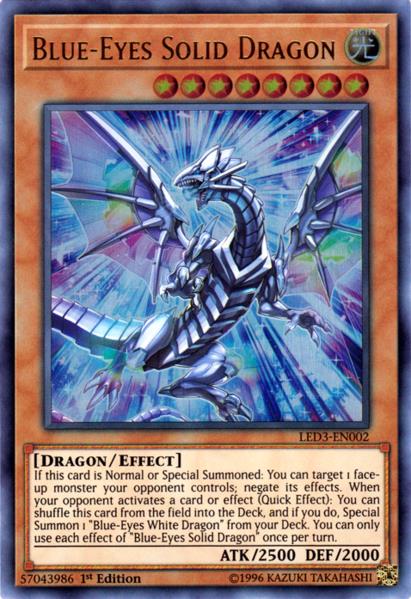 BLUE-EYES SOLID DRAGON
光
LED3-EN002
[DRAGON/EFFECT]
If this card is Normal or Special Summoned: You can target 1 face-
up monster your opponent controls; negate its effects. When
your opponent activates a card or effect (Quick Effect): You can
shuffle this card from the field into the Deck, and if you do, Special
Summon 1 "Blue-Eyes White Dragon" from your Deck. You can only
use each effect of "Blue-Eyes Solid Dragon" once per turn.
ATK/2500 DEF/2000
57043986 1st Edition ©1996 KAZUKI TAKAHASHI